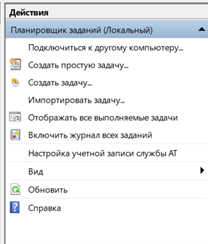 Действия
Планировщик заданий (Локальный)
Подключиться к другому компьютеру...
Создать простую задачу...
Создать задачу...
Импортировать задачу...
Отображать все выполняемые задачи
Включить журнал всех заданий
Настройка учетной записи службы AT
Вид
Обновить
Справка